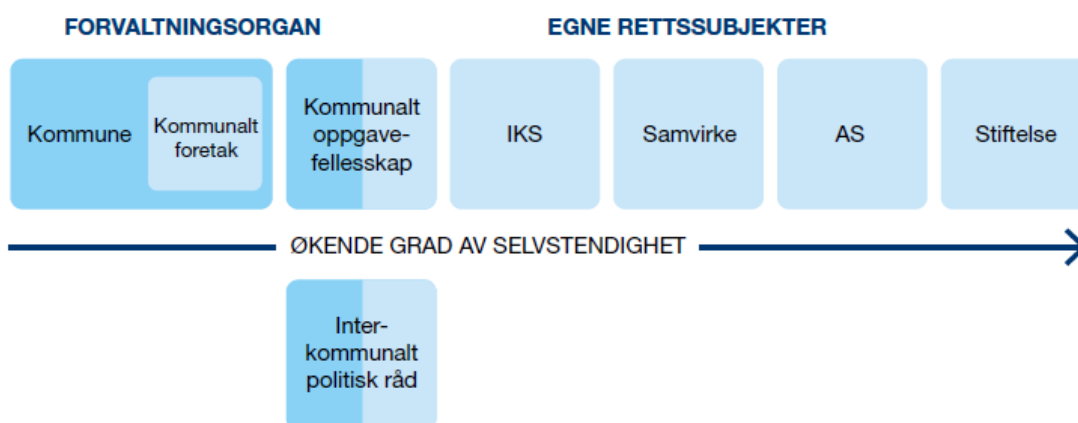 FORVALTNINGSORGAN
EGNE RETTSSUBJEKTER
Kommune
Kommunalt
foretak
Kommunalt
oppgave-
fellesskap
IKS
Samvirke
AS
Stiftelse
ØKENDE GRAD AV SELVSTENDIGHET
Inter-
kommunalt
politisk råd